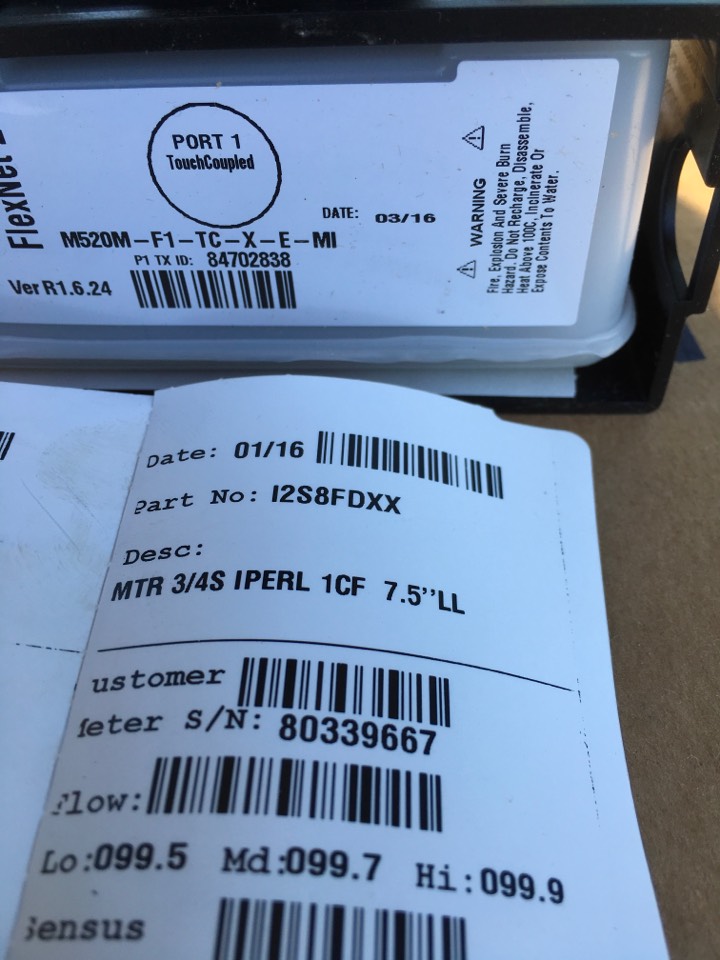 FlexNet
PORT 1
TouchCoupled
DATE: 03/16
M520M-F1-TC-X-E-MI
P1 TX ID: 84702838
Ver R1.6.24
WARNING
Fire, Explosion And Severe Burn
Hazard. Do Not Recharge, Disassemble,
Heat Above 100C, Incinerate Or
Expose Contents To Water.
Date: 01/16
Part No: I2S8FDXX
Desc:
MTR 3/4S IPERL 1CF 7.5''LL
ustomer
eter S/N: 80339667
Flow:
Lo:099.5 Md:099.7 Hi:099.9
Sensus